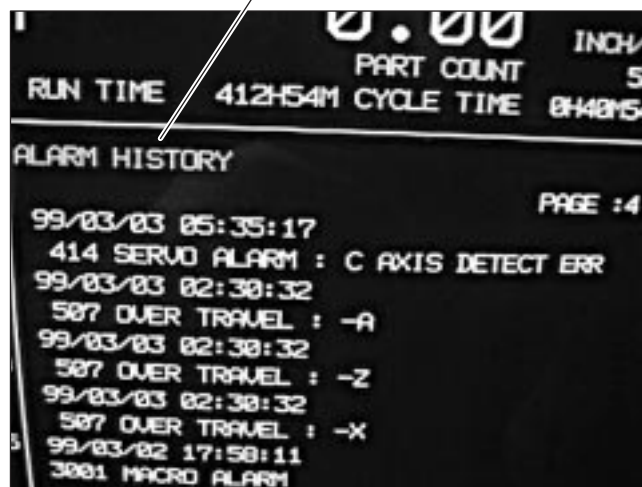 0.00
INCH/
PART COUNT
RUN TIME 412H54M CYCLE TIME 0H40M54
ALARM HISTORY
PAGE :4
99/03/03 05:35:17
414 SERVO ALARM : C AXIS DETECT ERR
99/03/03 02:30:32
507 OVER TRAVEL : -A
99/03/03 02:30:32
507 OVER TRAVEL : -Z
99/03/03 02:30:32
507 OVER TRAVEL : -X
99/03/02 17:58:11
3001 MACRO ALARM